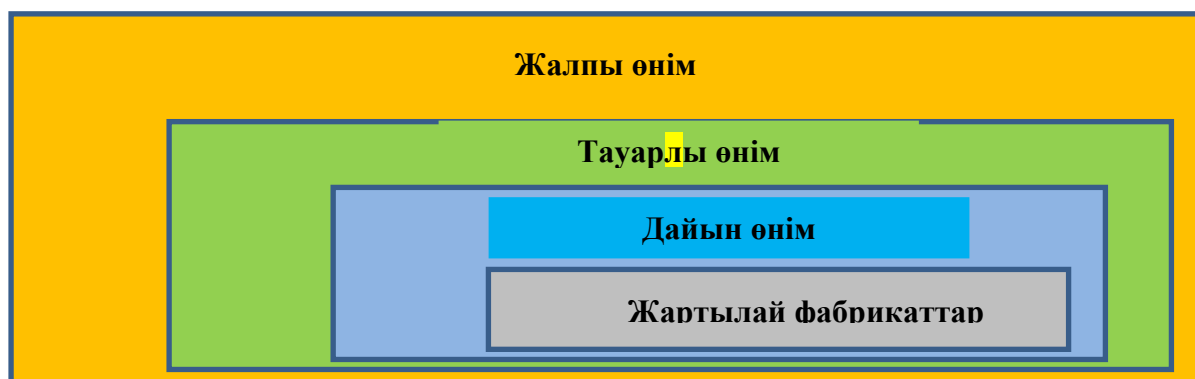 Жалпы өнім
Тауарлы өнім
Дайын өнім
Жартылай фабрикаттар